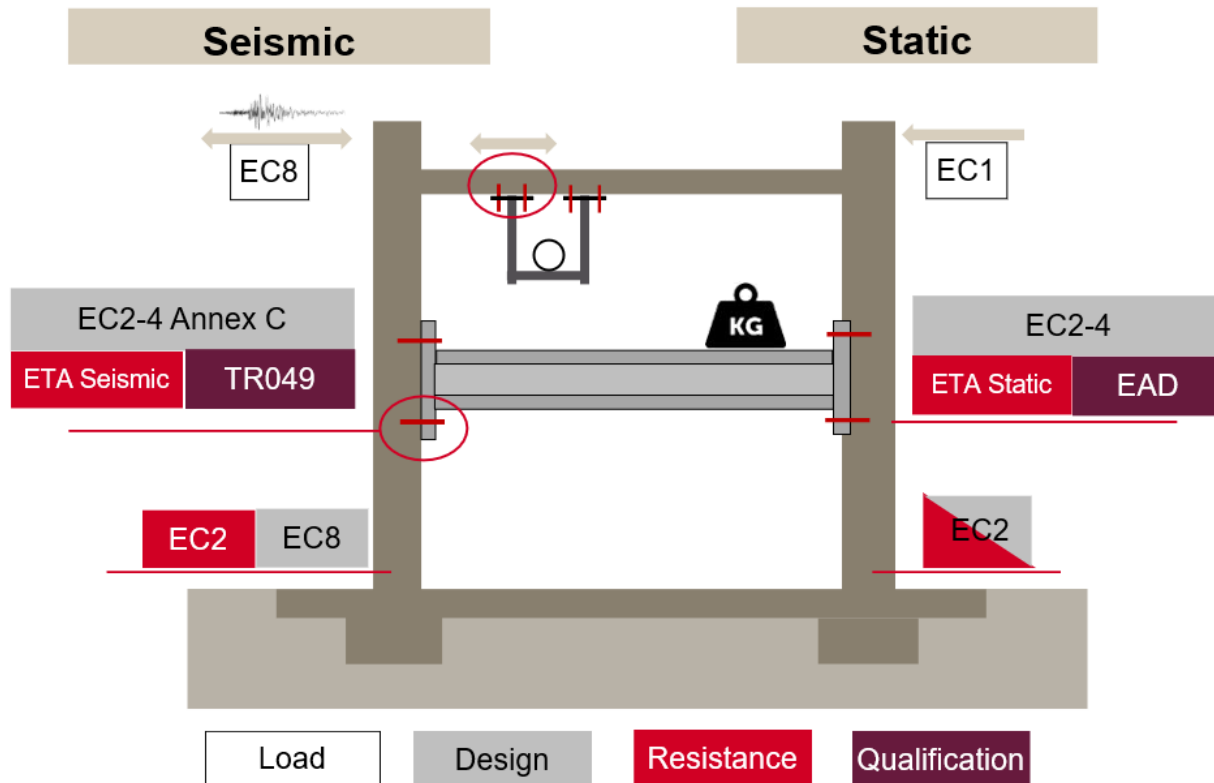 Seismic
Static
EC8
EC1
KG
EC2-4 Annex C
ETA Seismic
TR049
EC2-4
ETA Static
EAD
EC2
EC8
EC2
Load
Design
Resistance
Qualification